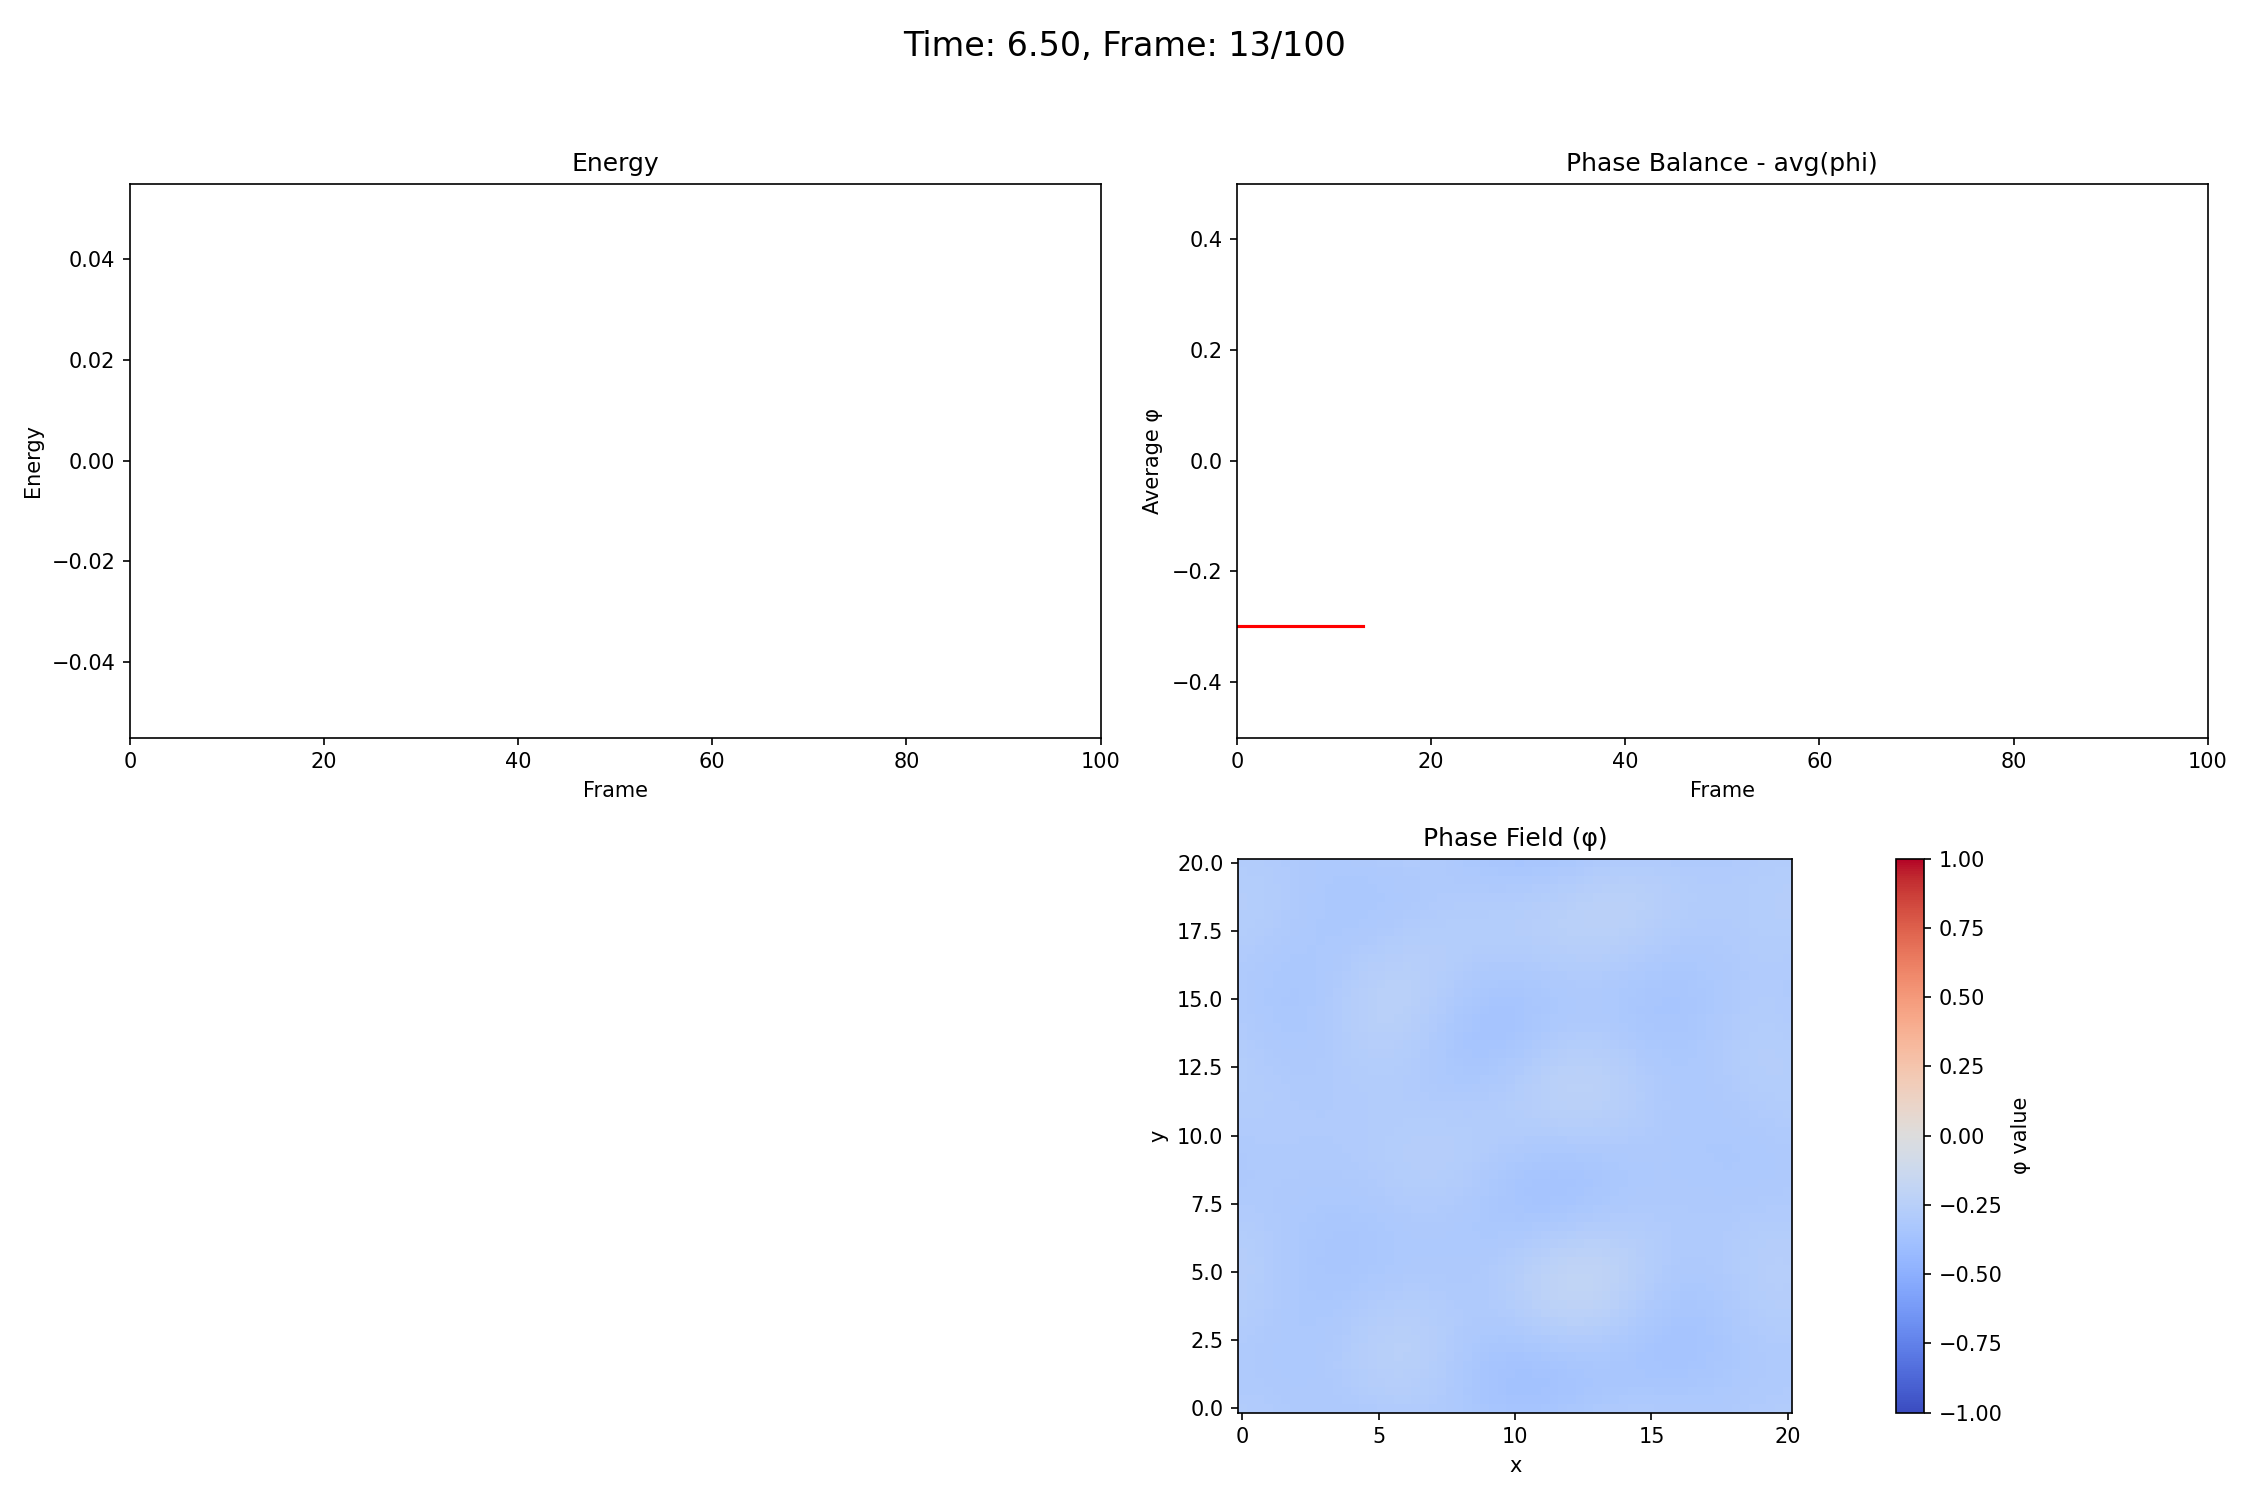 Time: 6.50, Frame: 13/100
Energy
0.04
0.02
0.00
−0.02
−0.04
Energy
0 20 40 60 80 100
Frame
Phase Balance - avg(phi)
0.4
0.2
0.0
−0.2
−0.4
Average φ
0 20 40 60 80 100
Frame
Phase Field (φ)
20.0
17.5
15.0
12.5
10.0
7.5
5.0
2.5
0.0
y
0 5 10 15 20
x
1.00
0.75
0.50
0.25
0.00
−0.25
−0.50
−0.75
−1.00
φ value